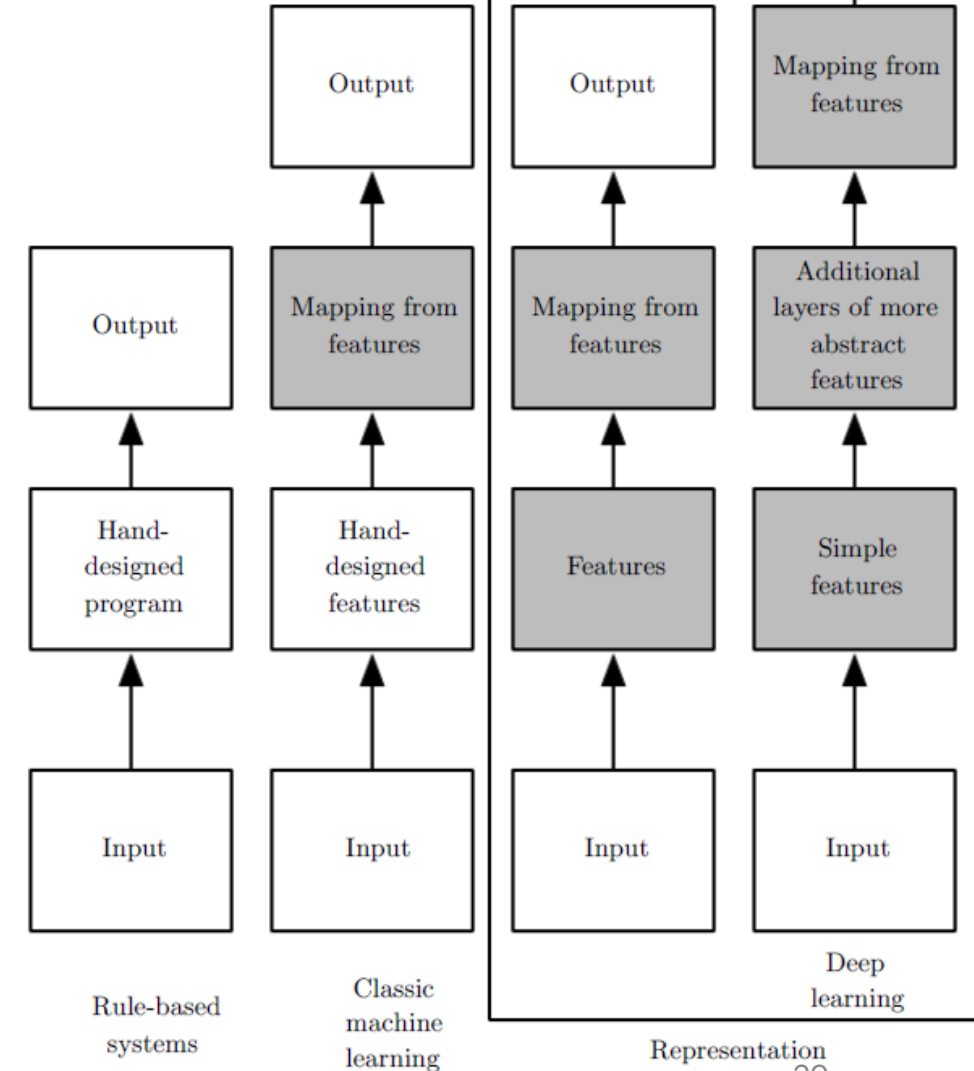 Output
Output
Mapping from
features
Output
Mapping from
features
Mapping from
features
Additional
layers of more
abstract
features
Hand-
designed
program
Hand-
designed
features
Features
Simple
features
Input
Input
Input
Input
Rule-based
systems
Classic
machine
learning
Deep
learning
Representation